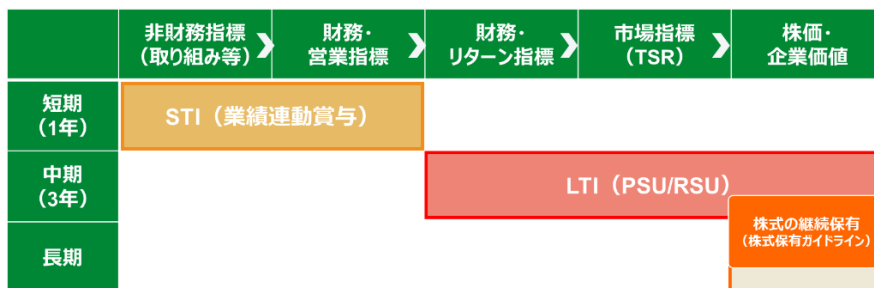 非財務指標
(取り組み等)
財務・
営業指標
財務・
リターン指標
市場指標
(TSR)
株価・
企業価値
短期
(1年)
STI(業績連動賞与)
中期
(3年)
LTI(PSU/RSU)
株式の継続保有
(株式保有ガイドライン)
長期